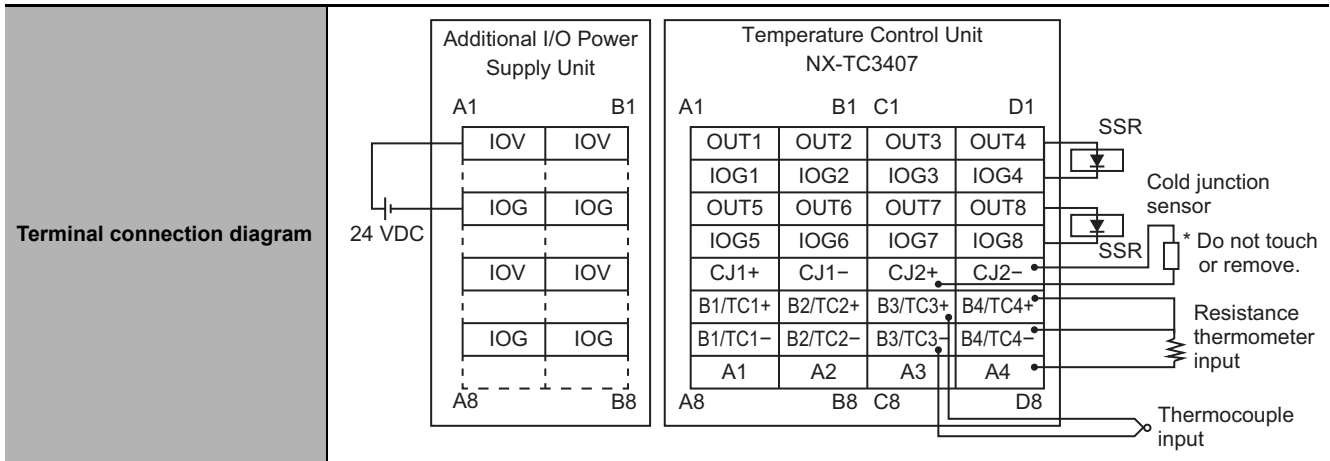 Terminal connection diagram
24 VDC
Additional I/O Power
Supply Unit
A1 B1
IOV IOV
IOG IOG
IOV IOV
IOG IOG
A8 B8
Temperature Control Unit
NX-TC3407
A1 B1 C1 D1
OUT1 OUT2 OUT3 OUT4
IOG1 IOG2 IOG3 IOG4
OUT5 OUT6 OUT7 OUT8
IOG5 IOG6 IOG7 IOG8
CJ1+ CJ1− CJ2+ CJ2−
B1/TC1+ B2/TC2+ B3/TC3+ B4/TC4+
B1/TC1− B2/TC2− B3/TC3− B4/TC4−
A1 A2 A3 A4
A8 B8 C8 D8
SSR
SSR
Cold junction
sensor
* Do not touch
or remove.
Resistance
thermometer
input
Thermocouple
input